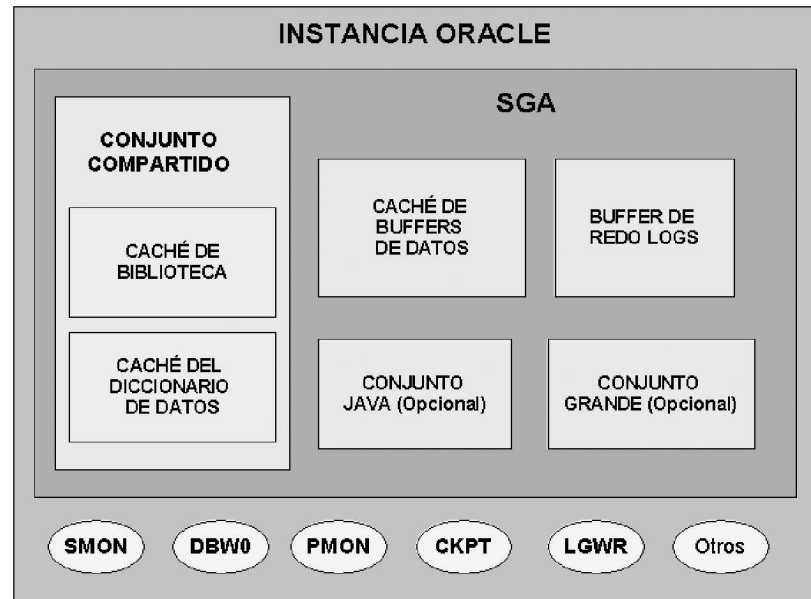 INSTANCIA ORACLE
SGA
CONJUNTO
COMPARTIDO
CACHÉ DE
BIBLIOTECA
CACHÉ DEL
DICCIONARIO
DE DATOS
CACHÉ DE
BUFFERS
DE DATOS
BUFFER DE
REDO LOGS
CONJUNTO
JAVA (Opcional)
CONJUNTO
GRANDE (Opcional)
SMON
DBW0
PMON
CKPT
LGWR
Otros